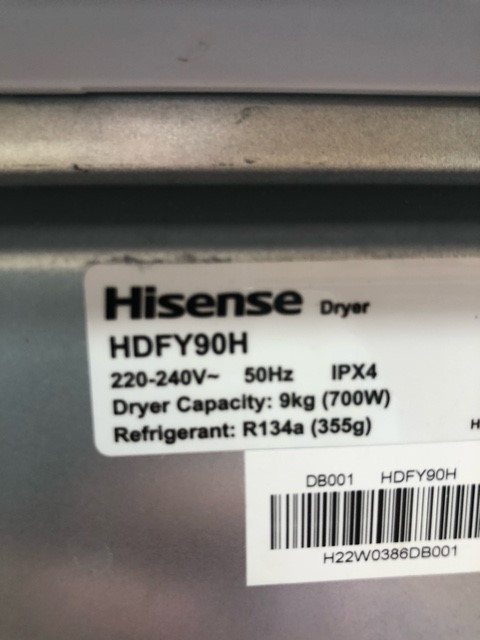 Hisense Dryer
HDFY90H
220-240V~ 50Hz IPX4
Dryer Capacity: 9kg (700W)
Refrigerant: R134a (355g)
H
DB001 HDFY90H
H22W0386DB001